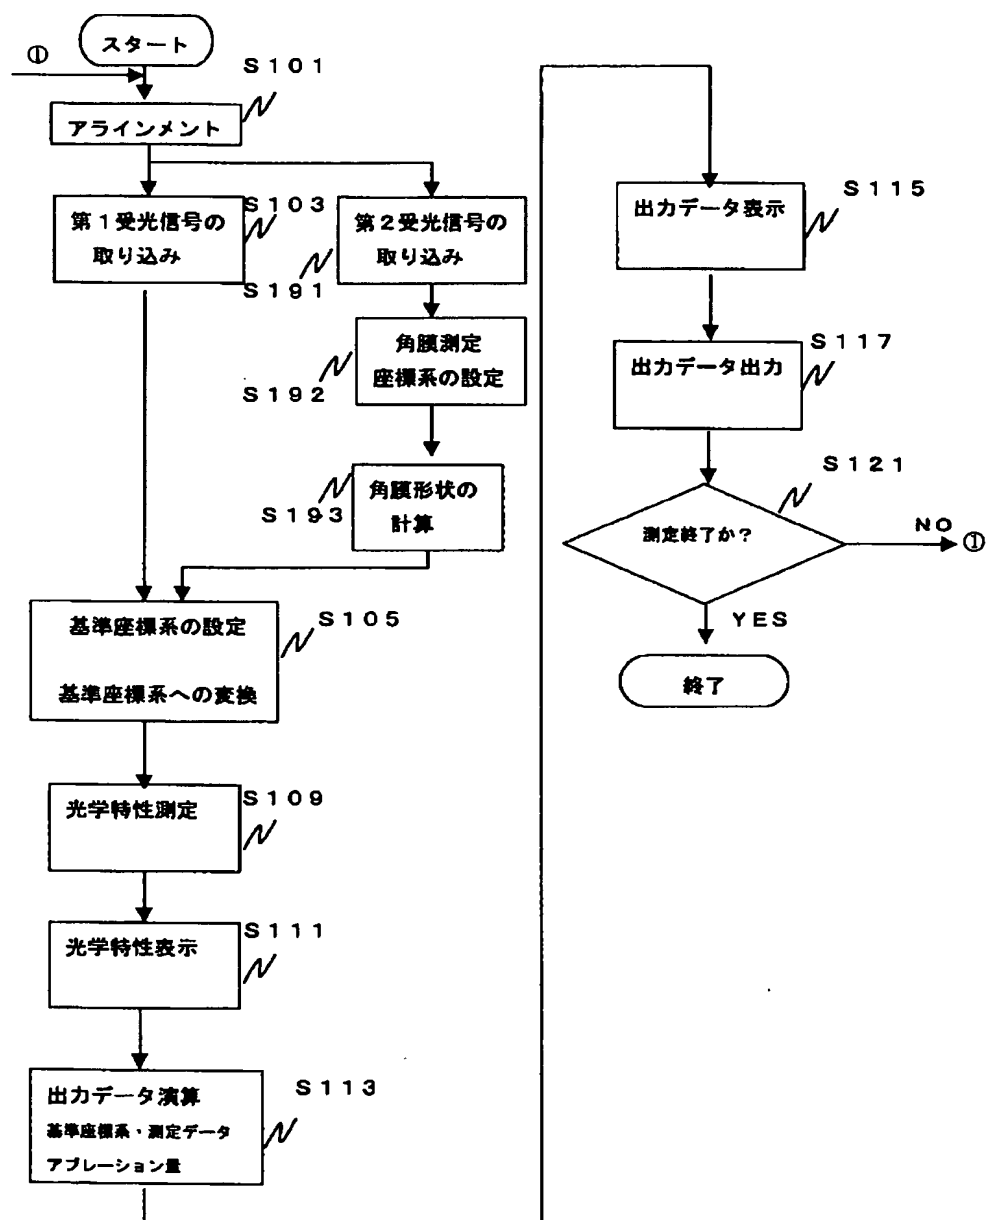 スタート
①
S101
アラインメント
第1受光信号の
取り込み
S103
第2受光信号の
取り込み
S191
角膜測定
座標系の設定
S192
角膜形状の
計算
S193
基準座標系の設定
基準座標系への変換
S105
光学特性測定
S109
光学特性表示
S111
出力データ演算
基準座標系・測定データ
アブレーション量
S113
出力データ表示
S115
出力データ出力
S117
測定終了か?
S121
NO
①
YES
終了